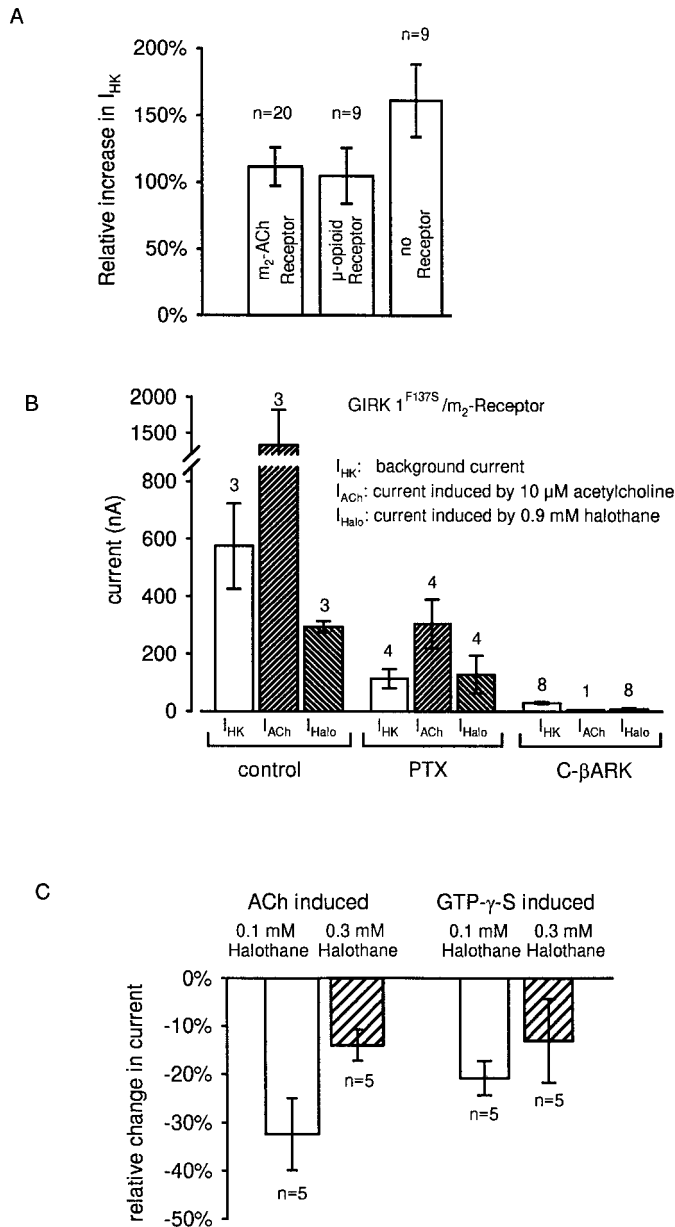 A
200%
150%
100%
50%
0%
Relative increase in I_HK
n=20
n=9
n=9
m₂-ACh
Receptor
µ-opioid
Receptor
no
Receptor
B
2000
1500
800
600
400
200
0
current (nA)
GIRK 1^F137S /m₂-Receptor
I_HK: background current
I_ACh: current induced by 10 µM acetylcholine
I_Halo: current induced by 0.9 mM halothane
3
3
3
4
4
4
8
1
8
I_HK I_ACh I_Halo
I_HK I_ACh I_Halo
I_HK I_ACh I_Halo
control
PTX
C-βARK
C
ACh induced
GTP-γ-S induced
0.1 mM
Halothane
0.3 mM
Halothane
0.1 mM
Halothane
0.3 mM
Halothane
0%
-10%
-20%
-30%
-40%
-50%
relative change in current
n=5
n=5
n=5
n=5